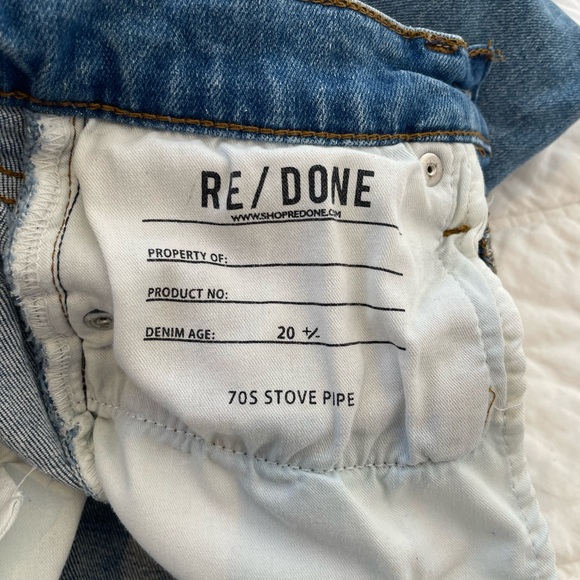 RE/DONE
WWW.SHOPREDONE.COM
PROPERTY OF:
PRODUCT NO:
DENIM AGE: 20 +/-
70S STOVE PIPE